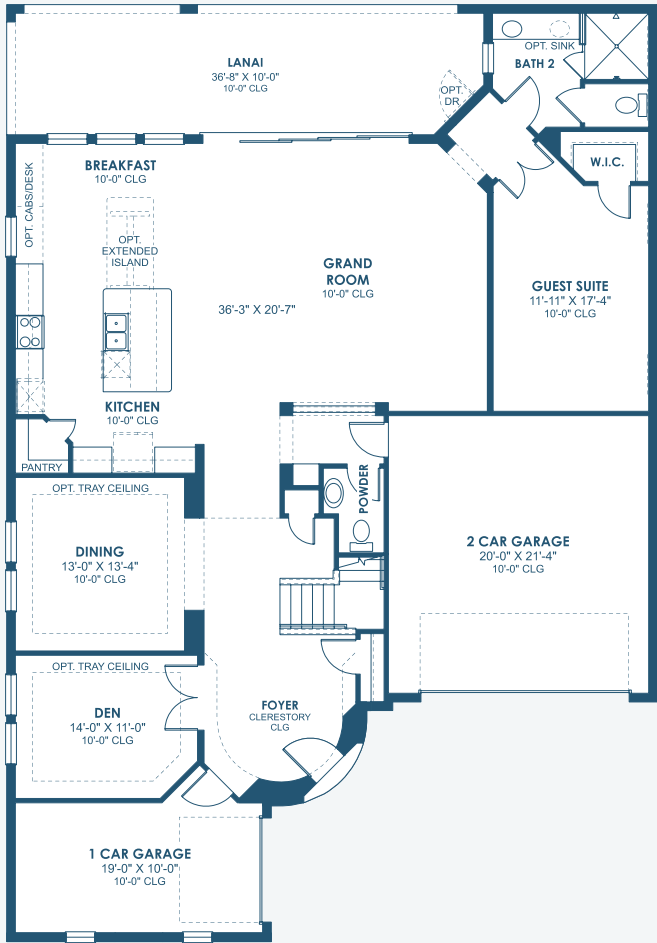 LANAI
36'-8" X 10'-0"
10'-0" CLG
OPT. SINK
BATH 2
OPT.
DR
W.I.C.
BREAKFAST
10'-0" CLG
OPT. CABS/DESK
OPT.
EXTENDED
ISLAND
GRAND
ROOM
10'-0" CLG
36'-3" X 20'-7"
GUEST SUITE
11'-11" X 17'-4"
10'-0" CLG
KITCHEN
10'-0" CLG
PANTRY
POWDER
OPT. TRAY CEILING
DINING
13'-0" X 13'-4"
10'-0" CLG
2 CAR GARAGE
20'-0" X 21'-4"
10'-0" CLG
OPT. TRAY CEILING
DEN
14'-0" X 11'-0"
10'-0" CLG
FOYER
CLERESTORY
CLG
1 CAR GARAGE
19'-0" X 10'-0"
10'-0" CLG